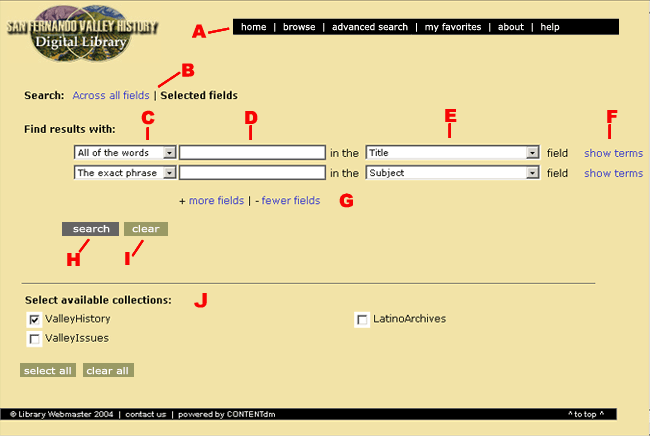 SAN FERNANDO VALLEY HISTORY
Digital Library
A
home | browse | advanced search | my favorites | about | help
B
Search: Across all fields | Selected fields
Find results with:
C D E F
All of the words in the Title field show terms
The exact phrase in the Subject field show terms
+ more fields | - fewer fields G
search clear
H I
Select available collections: J
ValleyHistory LatinoArchives
ValleyIssues
select all clear all
© Library Webmaster 2004 | contact us | powered by CONTENTdm ^ to top ^